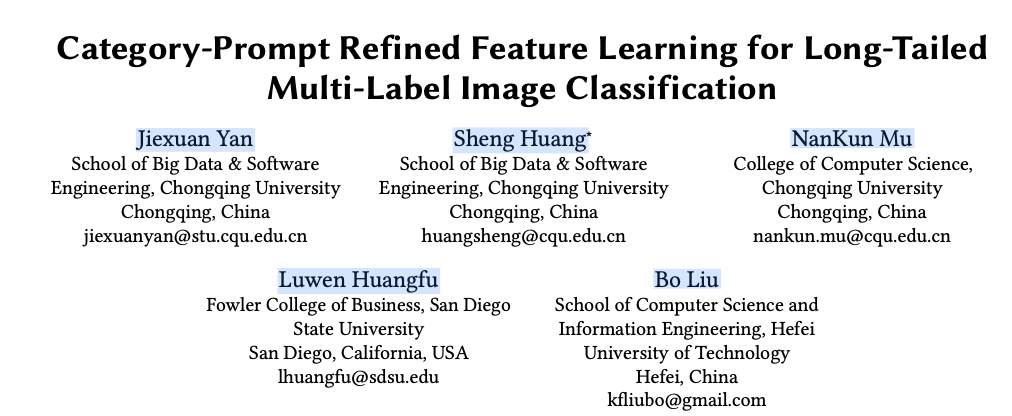 Category-Prompt Refined Feature Learning for Long-Tailed
Multi-Label Image Classification
Jiexuan Yan
School of Big Data & Software
Engineering, Chongqing University
Chongqing, China
jiexuanyan@stu.cqu.edu.cn
Sheng Huang*
School of Big Data & Software
Engineering, Chongqing University
Chongqing, China
huangsheng@cqu.edu.cn
NanKun Mu
College of Computer Science,
Chongqing University
Chongqing, China
nankun.mu@cqu.edu.cn
Luwen Huangfu
Fowler College of Business, San Diego
State University
San Diego, California, USA
lhuangfu@sdsu.edu
Bo Liu
School of Computer Science and
Information Engineering, Hefei
University of Technology
Hefei, China
kfliubo@gmail.com